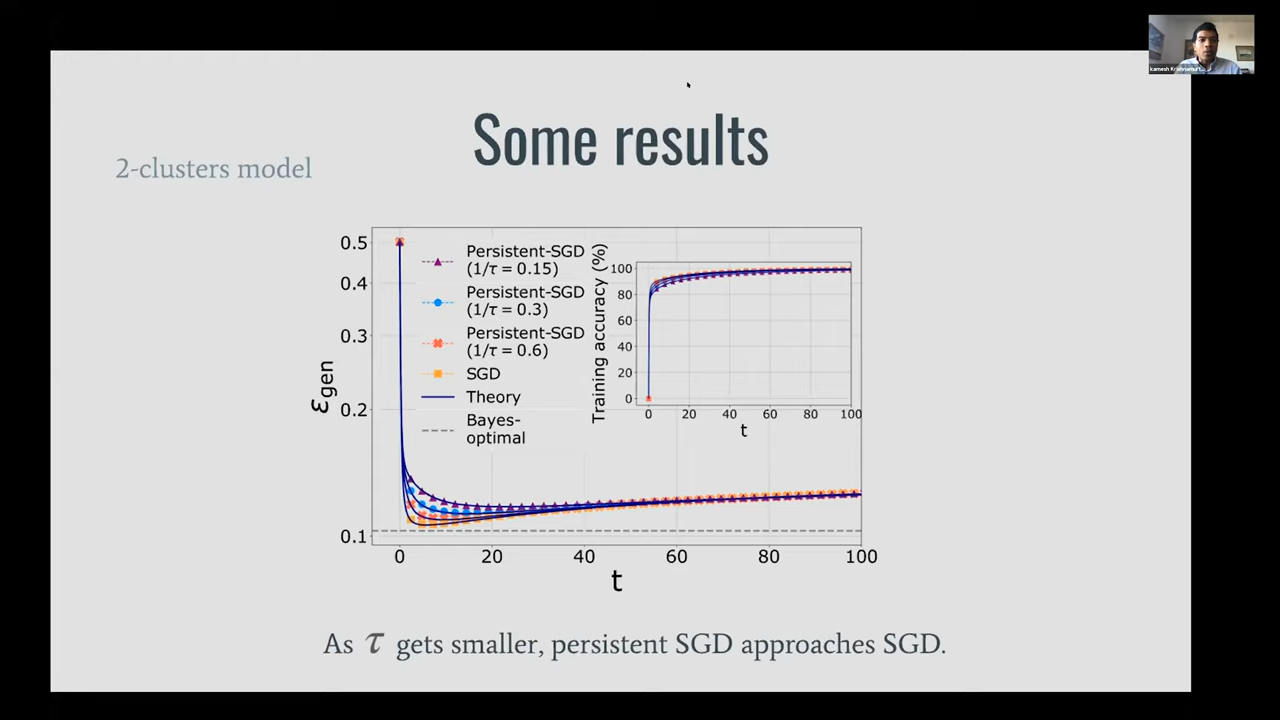 kamesh Krishnamurt...
Some results
2-clusters model
0.5
0.4
0.3
0.2
0.1
εgen
Persistent-SGD
(1/τ = 0.15)
Persistent-SGD
(1/τ = 0.3)
Persistent-SGD
(1/τ = 0.6)
SGD
Theory
Bayes-
optimal
Training accuracy (%)
100
80
60
40
20
0
0 20 40 60 80 100
t
0 20 40 60 80 100
t
As τ gets smaller, persistent SGD approaches SGD.